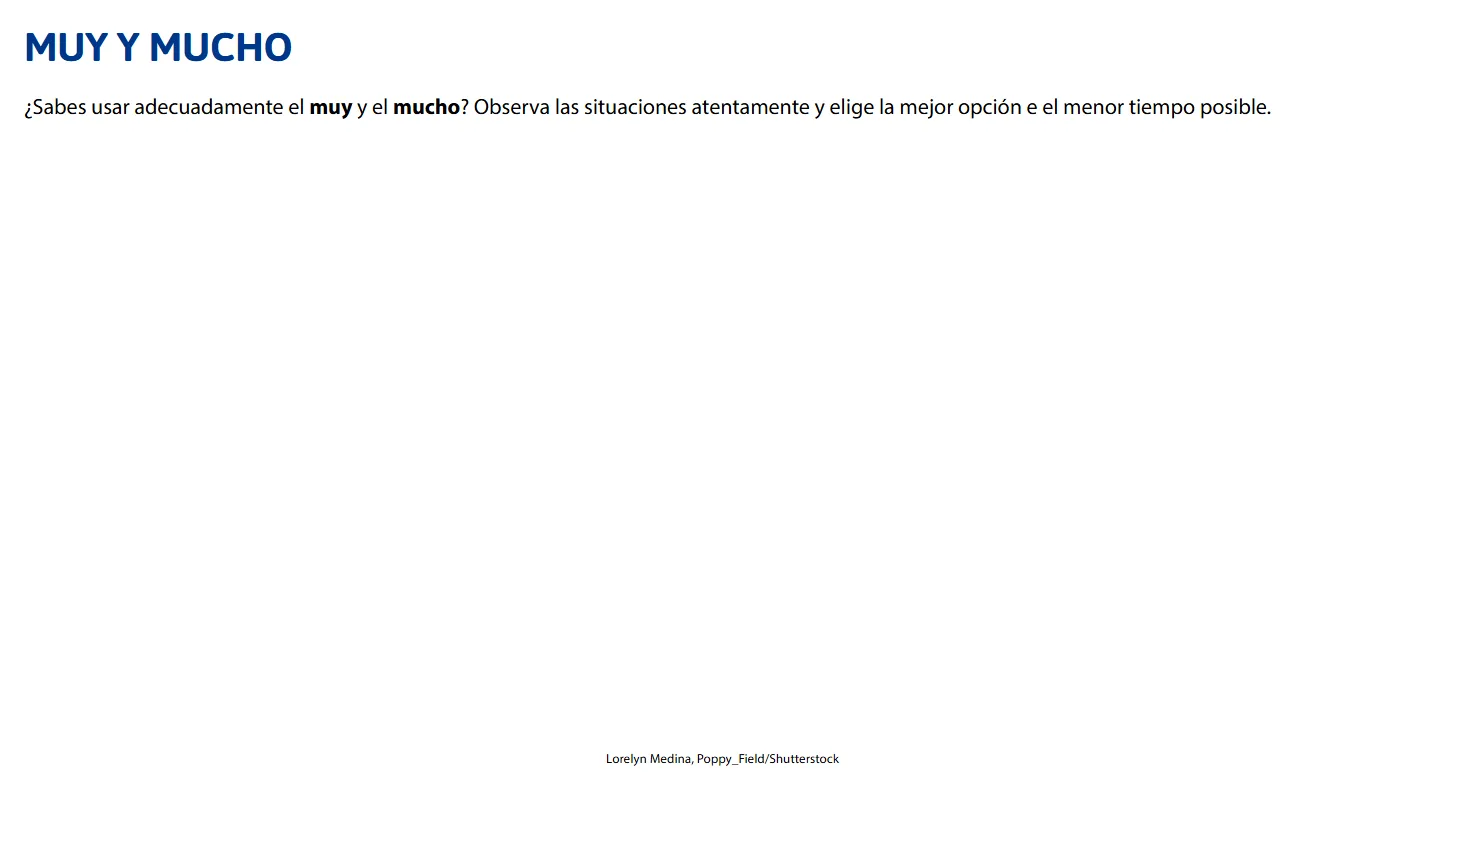 MUY Y MUCHO
¿Sabes usar adecuadamente el muy y el mucho? Observa las situaciones atentamente y elige la mejor opción e el menor tiempo posible.
Lorelyn Medina, Poppy_Field/Shutterstock